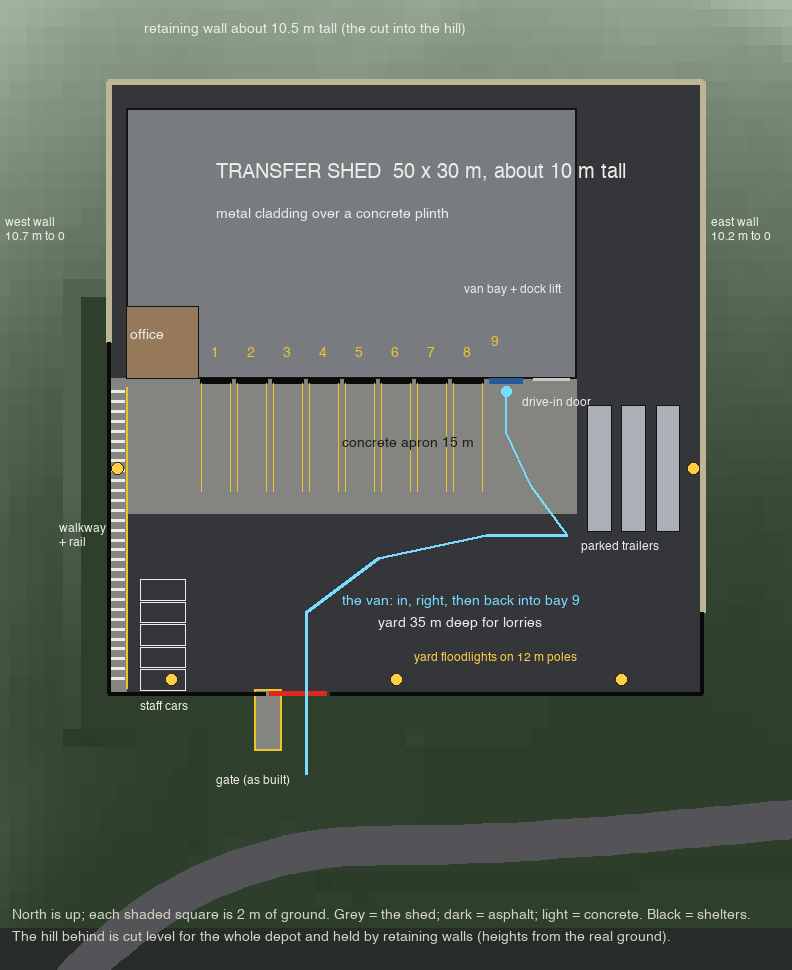 retaining wall about 10.5 m tall (the cut into the hill)
TRANSFER SHED 50 x 30 m, about 10 m tall
metal cladding over a concrete plinth
west wall
10.7 m to 0
east wall
10.2 m to 0
van bay + dock lift
office
1 2 3 4 5 6 7 8 9
drive-in door
concrete apron 15 m
walkway
+ rail
parked trailers
the van: in, right, then back into bay 9
yard 35 m deep for lorries
yard floodlights on 12 m poles
staff cars
gate (as built)
North is up; each shaded square is 2 m of ground. Grey = the shed; dark = asphalt; light = concrete. Black = shelters.
The hill behind is cut level for the whole depot and held by retaining walls (heights from the real ground).